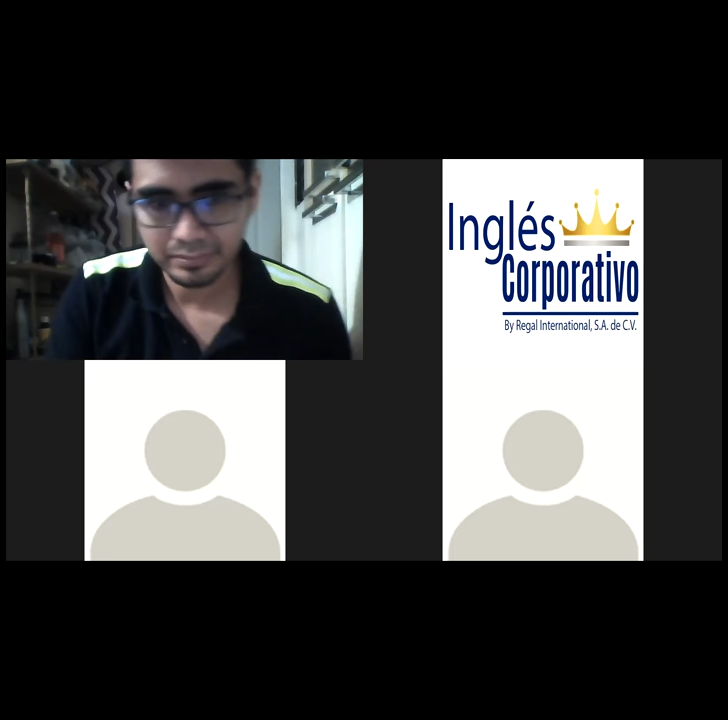 Inglés
Corporativo
By Regal International, S.A. de C.V.